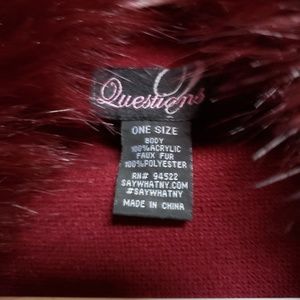 Questions
ONE SIZE
BODY
100% ACRYLIC
FAUX FUR
100% POLYESTER
RN# 94522
SAYWHATNY.COM
#SAYWHATNY
MADE IN CHINA